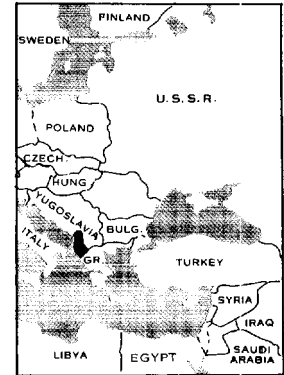 FINLAND
SWEDEN
U.S.S.R.
POLAND
CZECH.
HUNG
YUGOSLAVIA
ITALY
BULG.
GR.
TURKEY
SYRIA
IRAQ
LIBYA
EGYPT
SAUDI
ARABIA